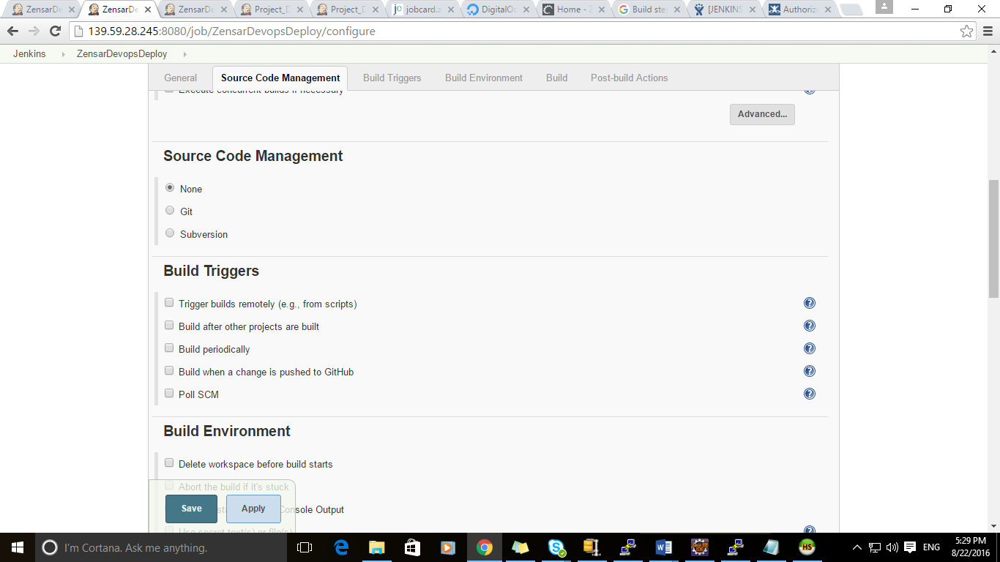 ZensarDe
ZensarDe
ZensarDe
Project_D
Project_D
jobcard.z
DigitalOc
Home - Z
Build ste
[JENKINS
Authoriz
139.59.28.245:8080/job/ZensarDevopsDeploy/configure
Jenkins
ZensarDevopsDeploy
General
Source Code Management
Build Triggers
Build Environment
Build
Post-build Actions
Execute concurrent builds if necessary
Advanced...
Source Code Management
None
Git
Subversion
Build Triggers
Trigger builds remotely (e.g., from scripts)
Build after other projects are built
Build periodically
Build when a change is pushed to GitHub
Poll SCM
Build Environment
Delete workspace before build starts
Abort the build if it's stuck
Console Output
Save
Apply
Use secret text(s) or file(s)
I'm Cortana. Ask me anything.
HS
ENG
5:29 PM
8/22/2016